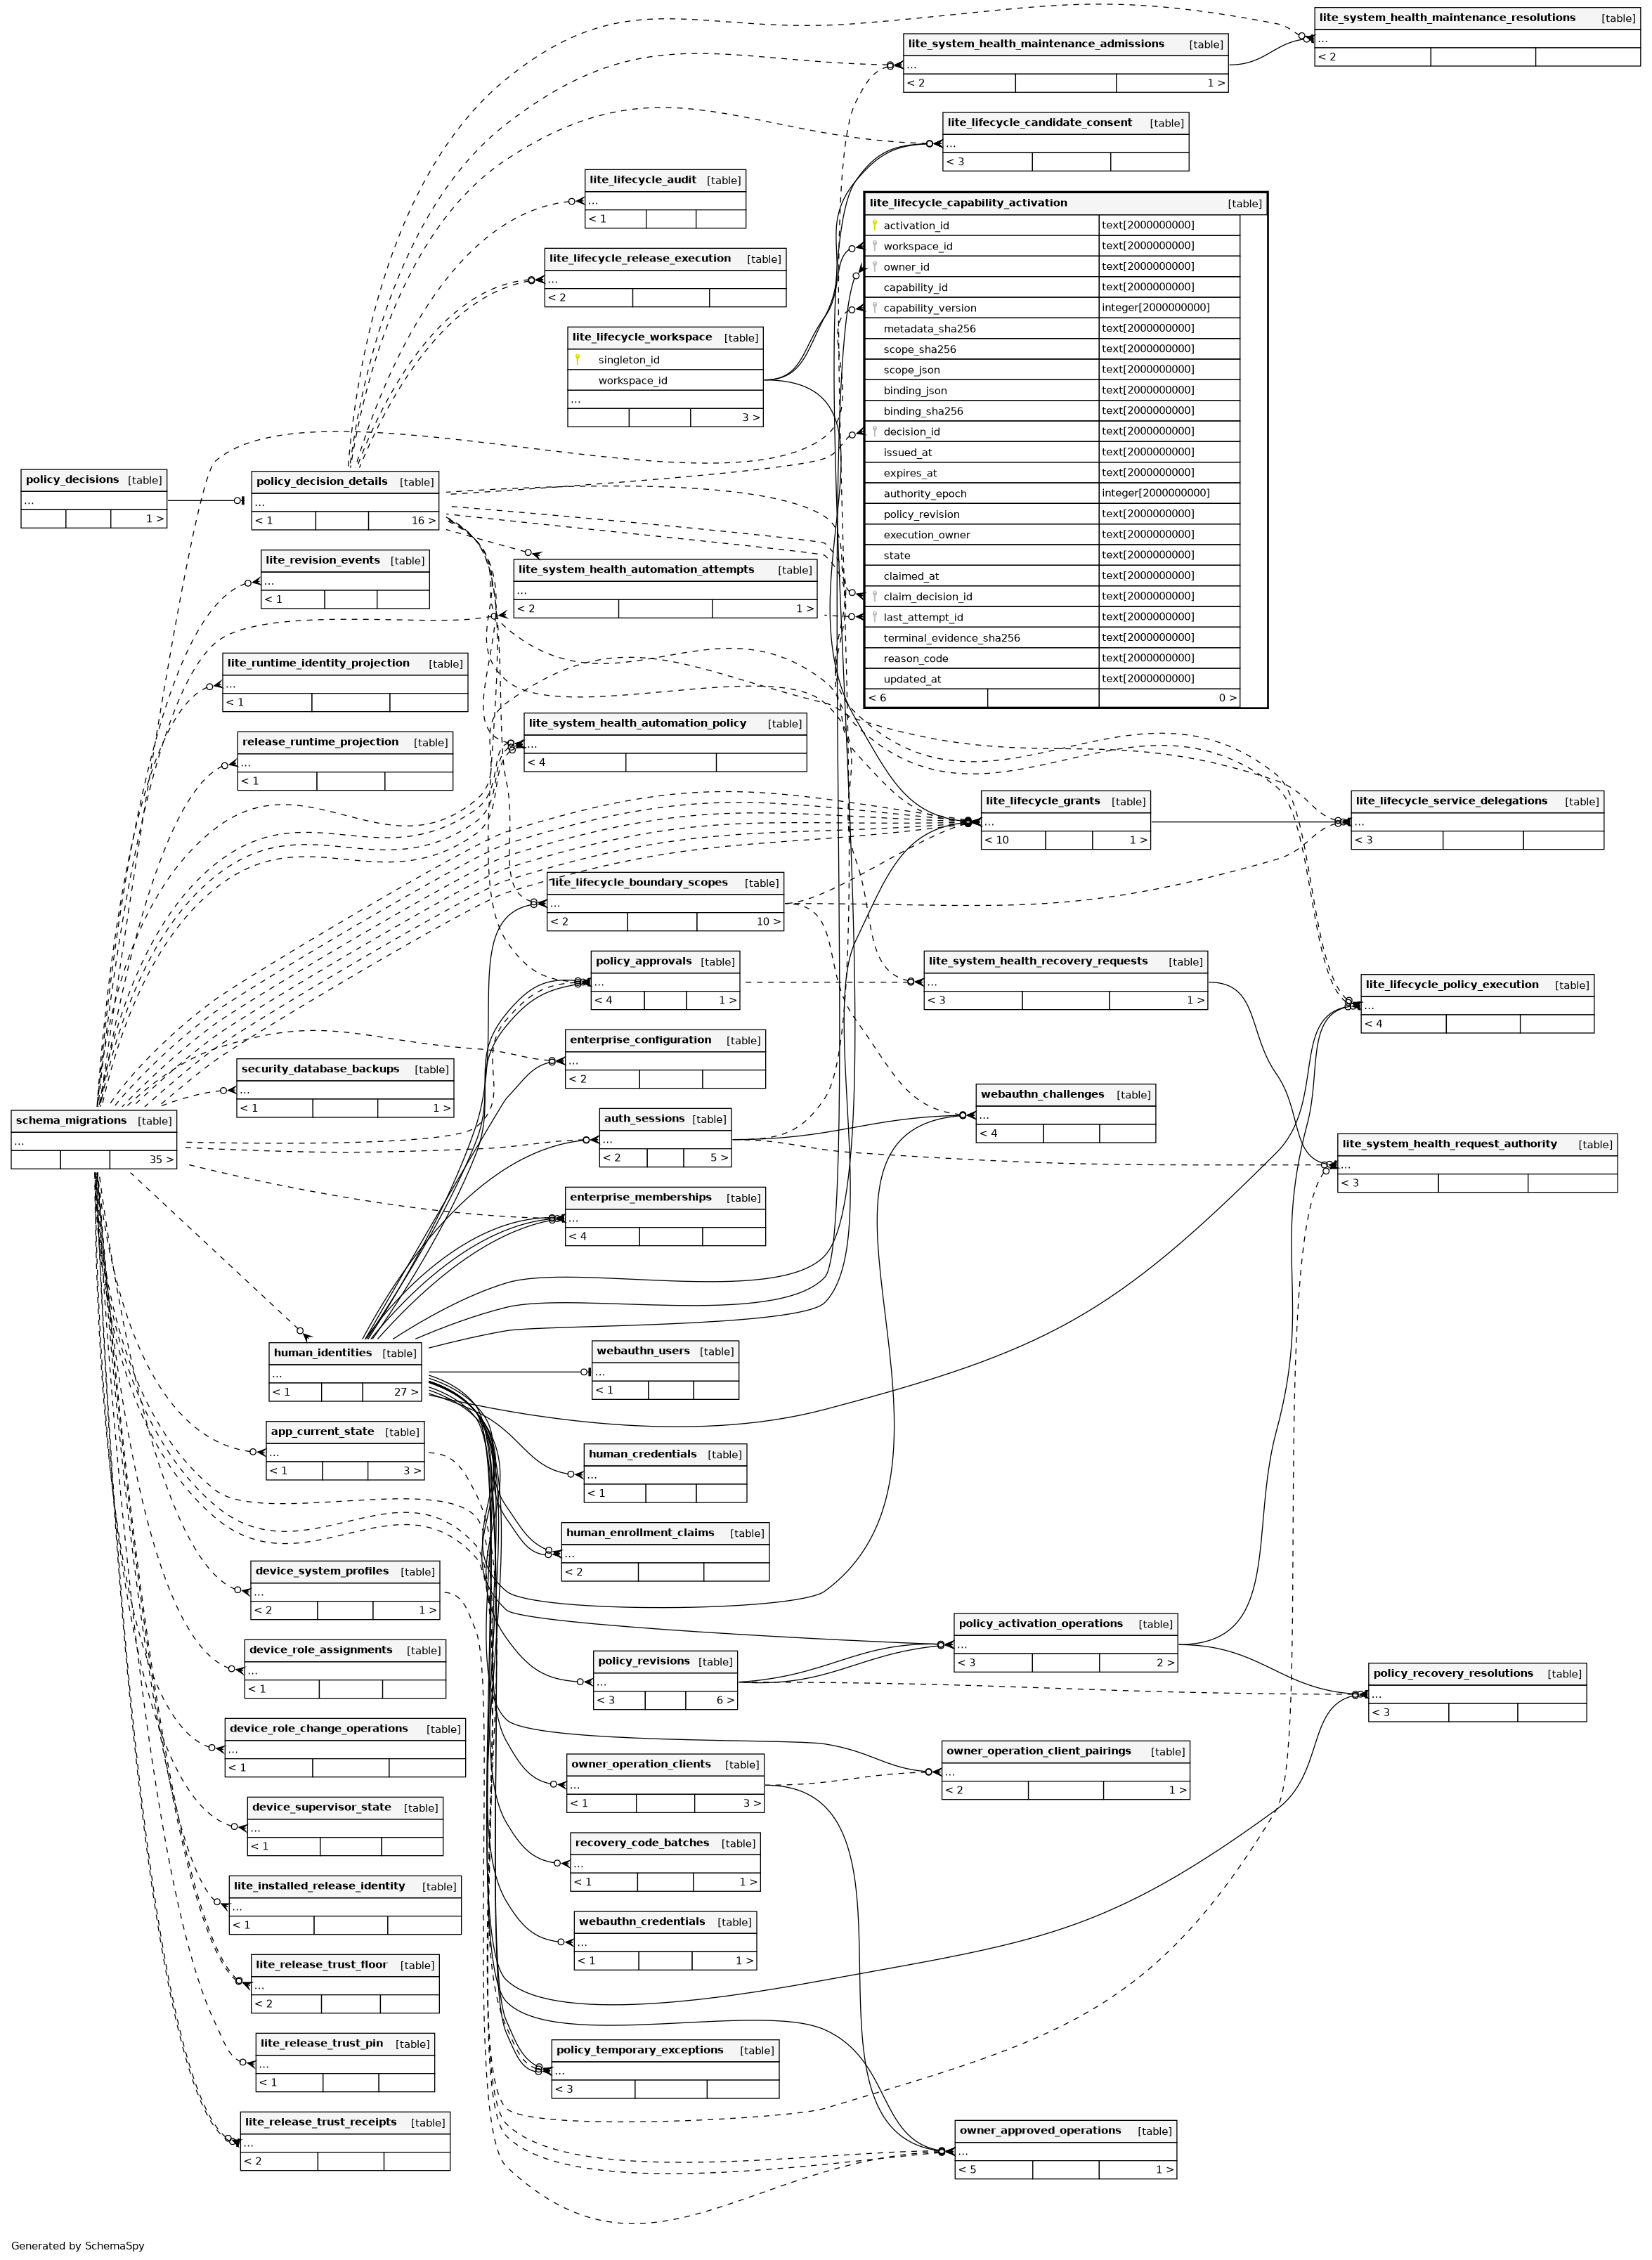 lite_system_health_maintenance_resolutions [table]
...
< 2
lite_system_health_maintenance_admissions [table]
...
< 2 1 >
lite_lifecycle_candidate_consent [table]
...
< 3
lite_lifecycle_audit [table]
...
< 1
lite_lifecycle_capability_activation [table]
activation_id text[2000000000]
workspace_id text[2000000000]
owner_id text[2000000000]
capability_id text[2000000000]
capability_version integer[2000000000]
metadata_sha256 text[2000000000]
scope_sha256 text[2000000000]
scope_json text[2000000000]
binding_json text[2000000000]
binding_sha256 text[2000000000]
decision_id text[2000000000]
issued_at text[2000000000]
expires_at text[2000000000]
authority_epoch integer[2000000000]
policy_revision text[2000000000]
execution_owner text[2000000000]
state text[2000000000]
claimed_at text[2000000000]
claim_decision_id text[2000000000]
last_attempt_id text[2000000000]
terminal_evidence_sha256 text[2000000000]
reason_code text[2000000000]
updated_at text[2000000000]
< 6 0 >
lite_lifecycle_release_execution [table]
...
< 2
lite_lifecycle_workspace [table]
singleton_id
workspace_id
...
3 >
policy_decisions [table]
...
1 >
policy_decision_details [table]
...
< 1 16 >
lite_revision_events [table]
...
< 1
lite_system_health_automation_attempts [table]
...
< 2 1 >
lite_runtime_identity_projection [table]
...
< 1
release_runtime_projection [table]
...
< 1
lite_system_health_automation_policy [table]
...
< 4
lite_lifecycle_grants [table]
...
< 10 1 >
lite_lifecycle_service_delegations [table]
...
< 3
lite_lifecycle_boundary_scopes [table]
...
< 2 10 >
policy_approvals [table]
...
< 4 1 >
lite_system_health_recovery_requests [table]
...
< 3 1 >
lite_lifecycle_policy_execution [table]
...
< 4
enterprise_configuration [table]
...
< 2
security_database_backups [table]
...
< 1 1 >
webauthn_challenges [table]
...
< 4
schema_migrations [table]
...
35 >
auth_sessions [table]
...
< 2 5 >
lite_system_health_request_authority [table]
...
< 3
enterprise_memberships [table]
...
< 4
human_identities [table]
...
< 1 27 >
webauthn_users [table]
...
< 1
app_current_state [table]
...
< 1 3 >
human_credentials [table]
...
< 1
human_enrollment_claims [table]
...
< 2
device_system_profiles [table]
...
< 2 1 >
policy_activation_operations [table]
...
< 3 2 >
device_role_assignments [table]
...
< 1
policy_revisions [table]
...
< 3 6 >
policy_recovery_resolutions [table]
...
< 3
device_role_change_operations [table]
...
< 1
owner_operation_clients [table]
...
< 1 3 >
owner_operation_client_pairings [table]
...
< 2 1 >
device_supervisor_state [table]
...
< 1
recovery_code_batches [table]
...
< 1 1 >
lite_installed_release_identity [table]
...
< 1
webauthn_credentials [table]
...
< 1 1 >
lite_release_trust_floor [table]
...
< 2
lite_release_trust_pin [table]
...
< 1
policy_temporary_exceptions [table]
...
< 3
lite_release_trust_receipts [table]
...
< 2
owner_approved_operations [table]
...
< 5 1 >
Generated by SchemaSpy